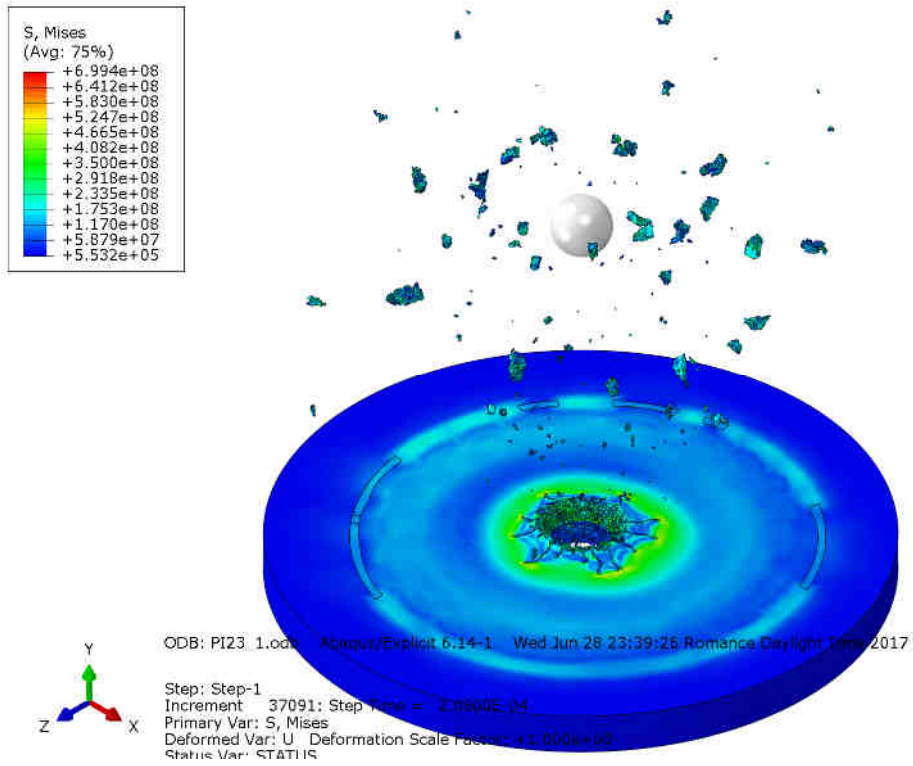 S, Mises
(Avg: 75%)
+6.994e+08
+6.412e+08
+5.830e+08
+5.247e+08
+4.665e+08
+4.082e+08
+3.500e+08
+2.918e+08
+2.335e+08
+1.753e+08
+1.170e+08
+5.879e+07
+5.532e+05
Y
Z X
ODB: PI23_1.odb Abaqus/Explicit 6.14-1 Wed Jun 28 23:39:26 Romance Daylight Time 2017
Step: Step-1
Increment 37091: Step Time =
Primary Var: S, Mises
Deformed Var: U Deformation Scale Factor: +1.000e+00
Status Var: STATUS